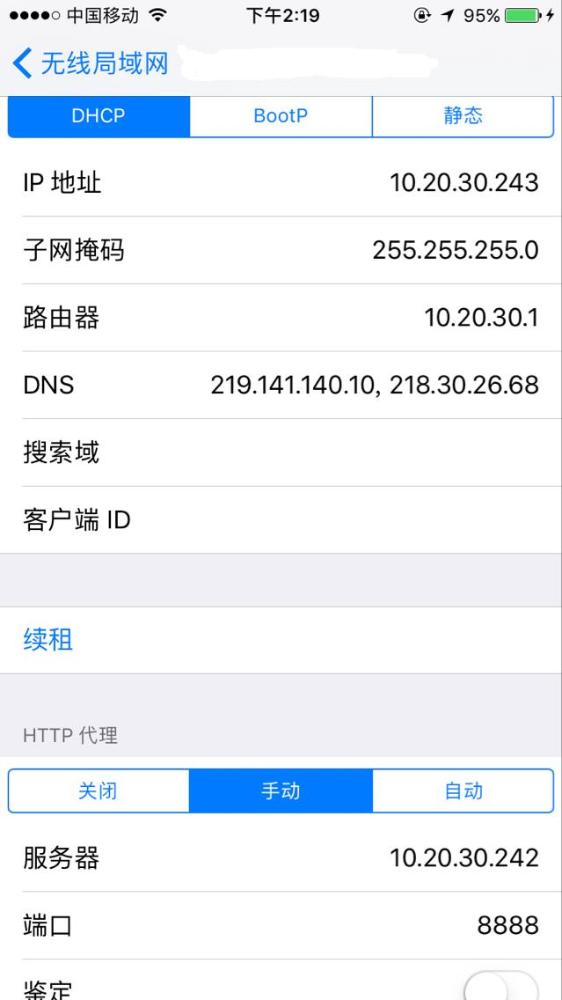 中国移动 下午2:19 95%
无线局域网
DHCP BootP 静态
IP 地址 10.20.30.243
子网掩码 255.255.255.0
路由器 10.20.30.1
DNS 219.141.140.10, 218.30.26.68
搜索域
客户端 ID
续租
HTTP 代理
关闭 手动 自动
服务器 10.20.30.242
端口 8888
鉴定